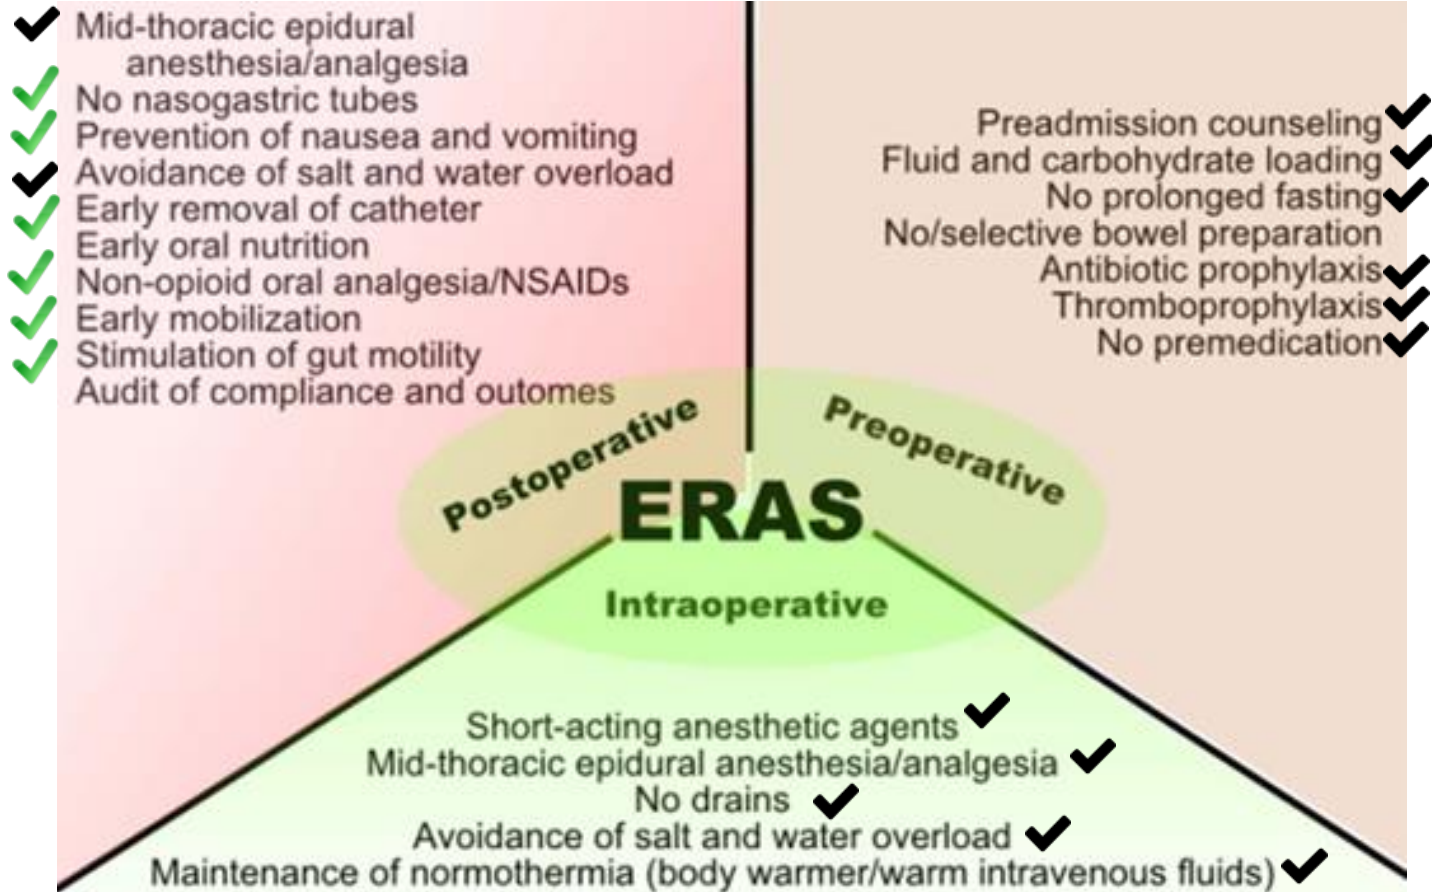 Mid-thoracic epidural
anesthesia/analgesia
No nasogastric tubes
Prevention of nausea and vomiting
Avoidance of salt and water overload
Early removal of catheter
Early oral nutrition
Non-opioid oral analgesia/NSAIDs
Early mobilization
Stimulation of gut motility
Audit of compliance and outomes
Preadmission counseling
Fluid and carbohydrate loading
No prolonged fasting
No/selective bowel preparation
Antibiotic prophylaxis
Thromboprophylaxis
No premedication
Postoperative
Preoperative
ERAS
Intraoperative
Short-acting anesthetic agents
Mid-thoracic epidural anesthesia/analgesia
No drains
Avoidance of salt and water overload
Maintenance of normothermia (body warmer/warm intravenous fluids)